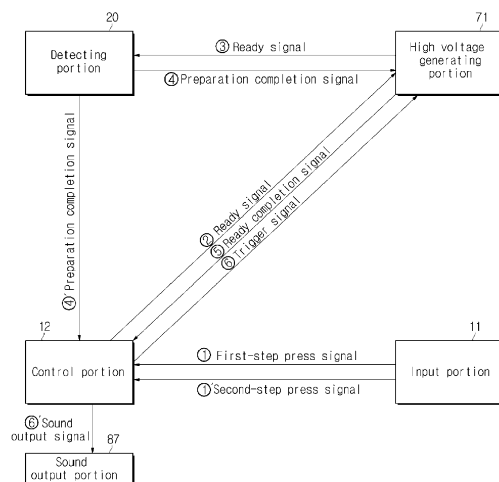 20
71
Detecting
portion
③ Ready signal
④ Preparation completion signal
High voltage
generating
portion
④' Preparation completion signal
② Ready signal
⑤ Ready completion signal
⑥ Trigger signal
12
11
Control portion
① First-step press signal
①' Second-step press signal
Input portion
⑥' Sound
output signal
87
Sound
output portion